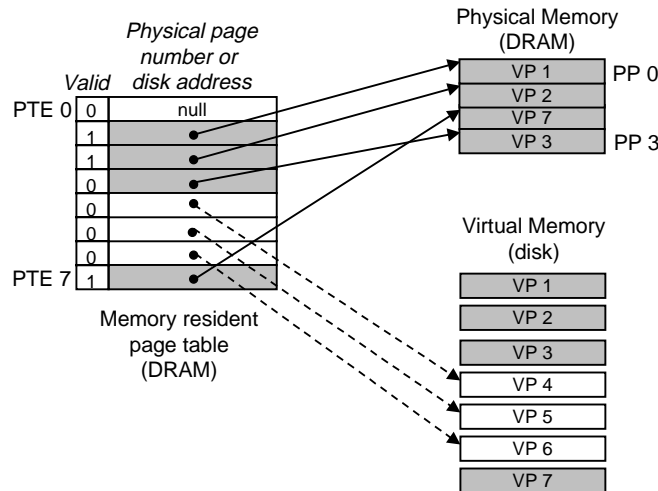 Physical page
number or
disk address
Valid
PTE 0
0
null
1
1
0
0
0
0
PTE 7
1
Memory resident
page table
(DRAM)
Physical Memory
(DRAM)
VP 1
PP 0
VP 2
VP 7
VP 3
PP 3
Virtual Memory
(disk)
VP 1
VP 2
VP 3
VP 4
VP 5
VP 6
VP 7